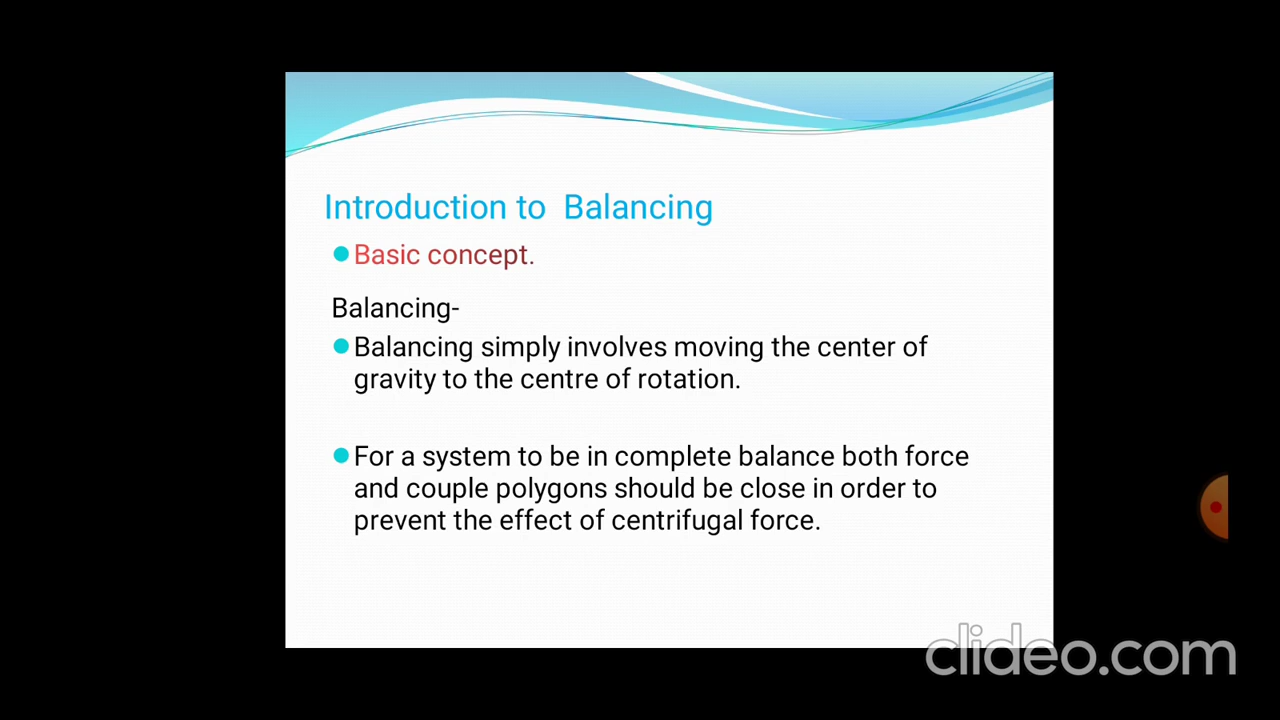 Introduction to  Balancing
Basic concept.
Balancing-
Balancing simply involves moving the center of
gravity to the centre of rotation.
For a system to be in complete balance both force
and couple polygons should be close in order to
prevent the effect of centrifugal force.
clideo.com